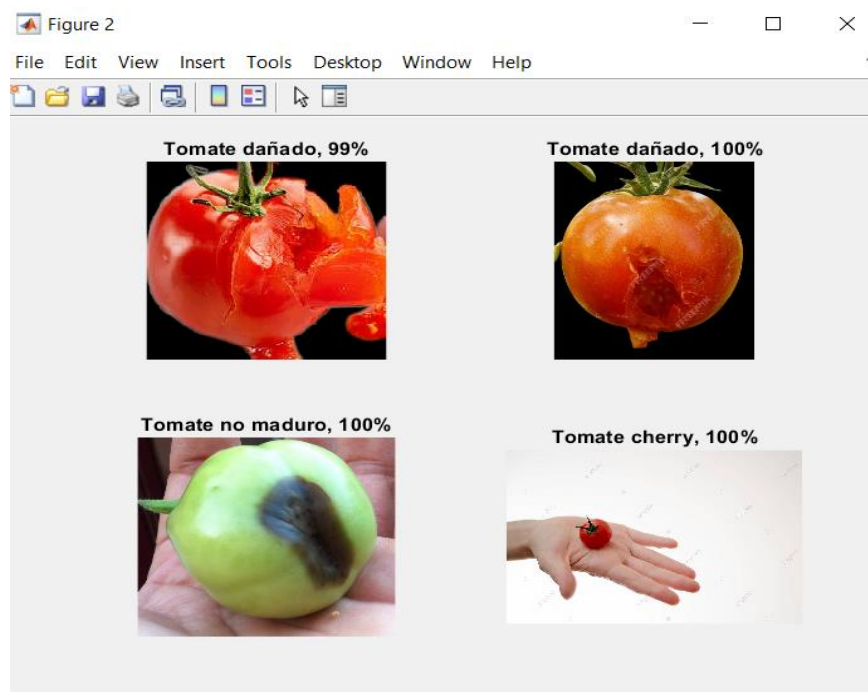 Figure 2
File Edit View Insert Tools Desktop Window Help
Tomate dañado, 99%
Tomate dañado, 100%
Tomate no maduro, 100%
Tomate cherry, 100%